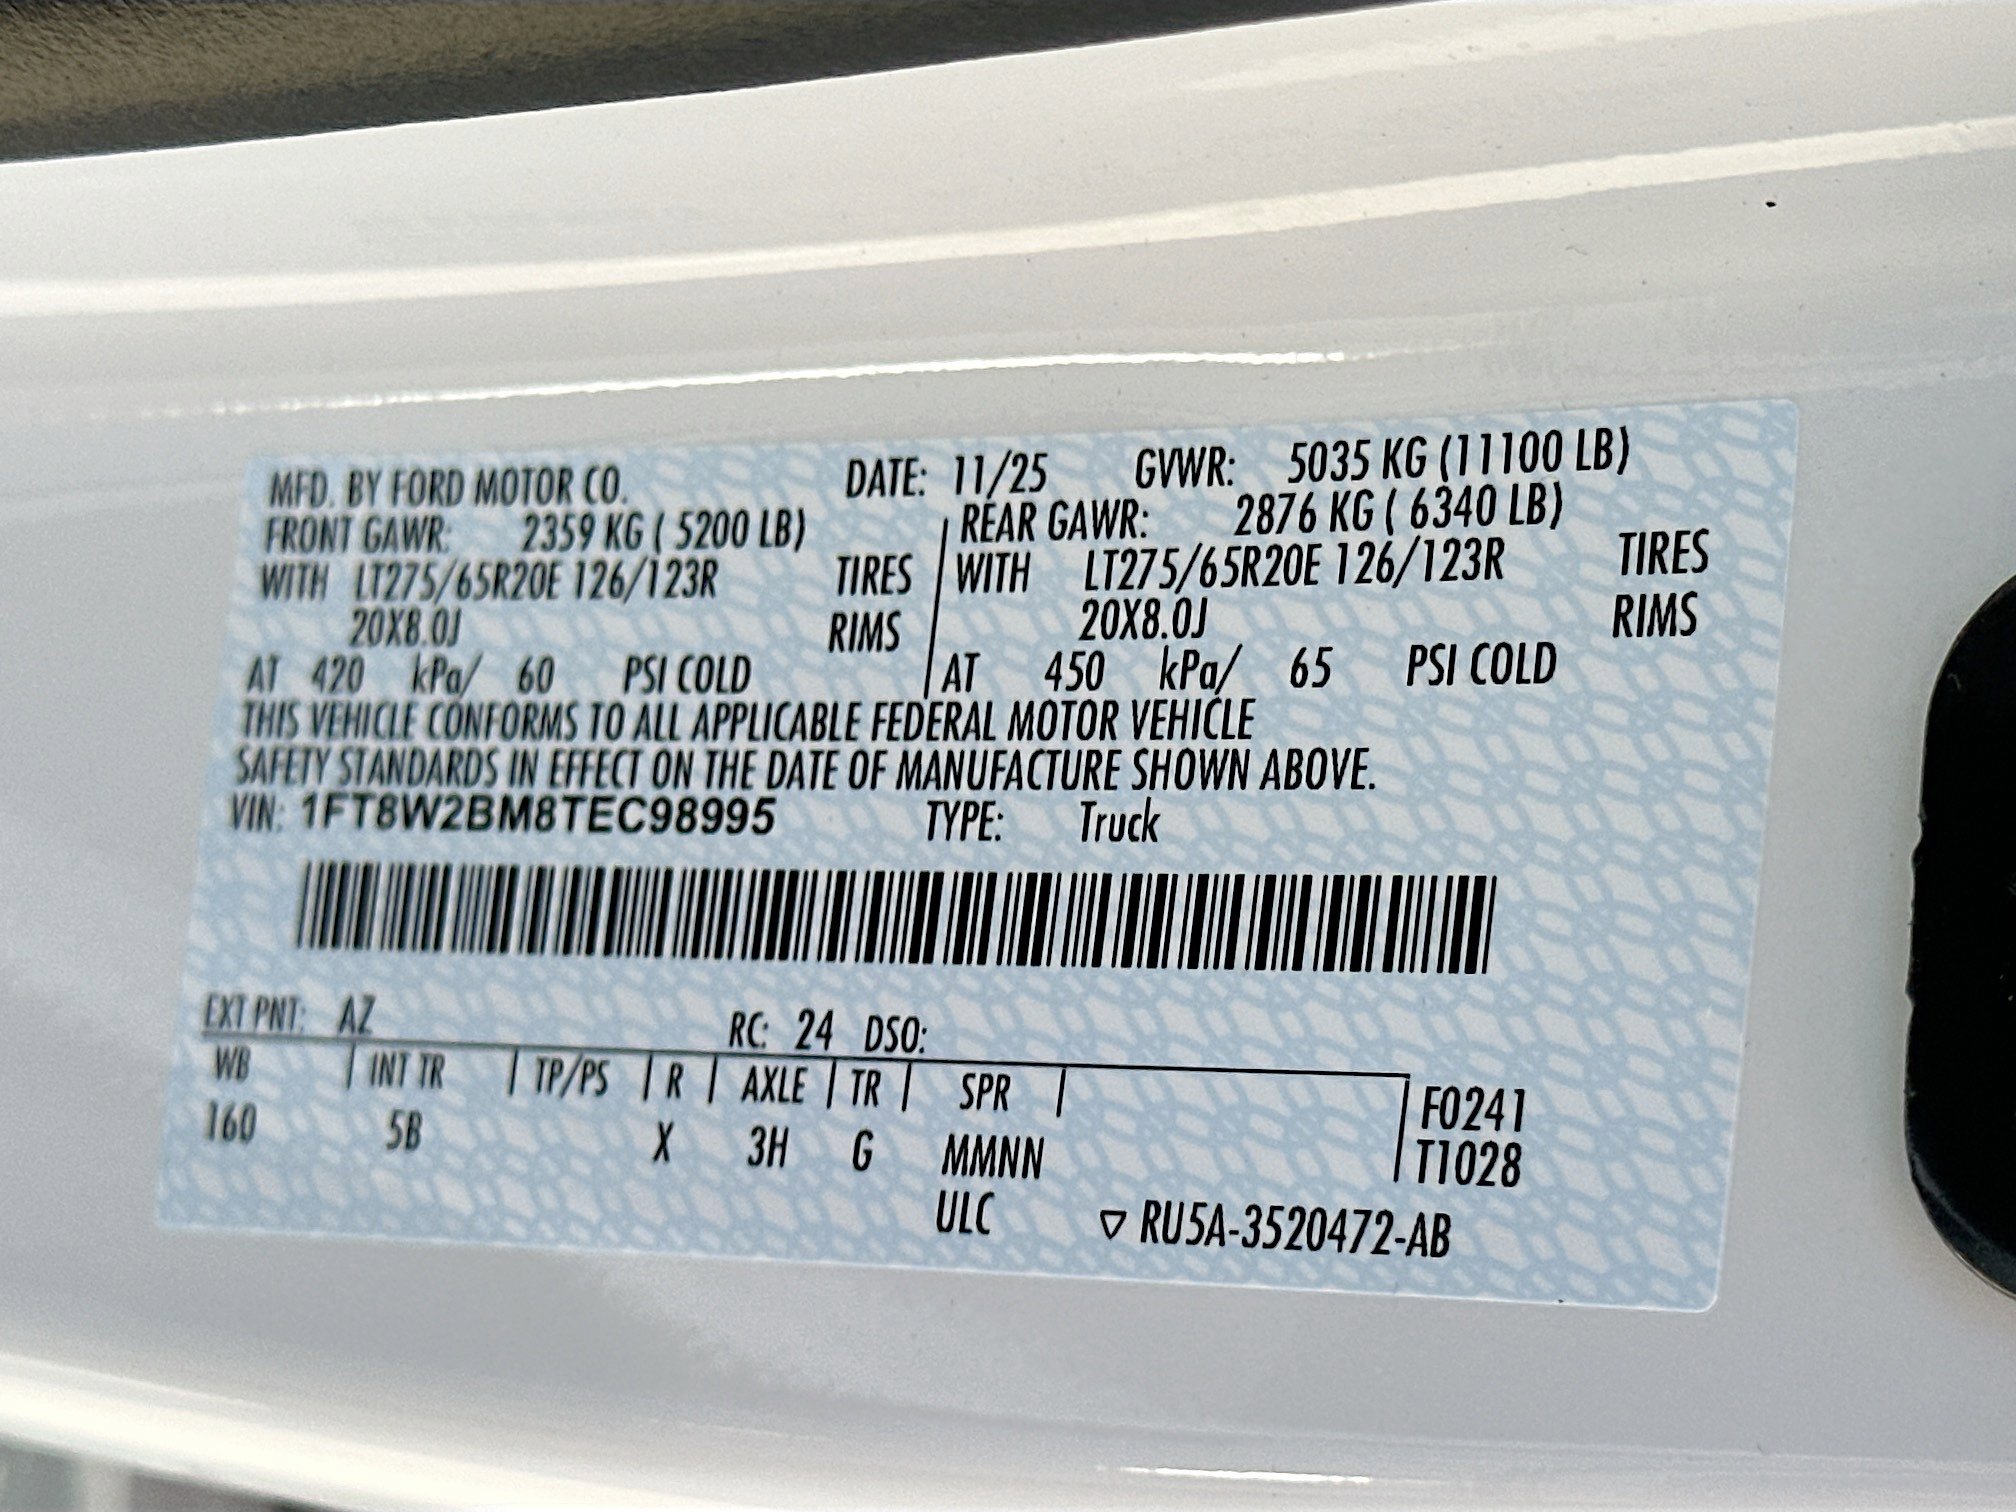 MFD. BY FORD MOTOR CO. DATE: 11/25 GVWR: 5035 KG (11100 LB)
FRONT GAWR: 2359 KG ( 5200 LB) REAR GAWR: 2876 KG ( 6340 LB)
WITH LT275/65R20E 126/123R TIRES WITH LT275/65R20E 126/123R TIRES
20X8.0J RIMS 20X8.0J RIMS
AT 420 kPa/ 60 PSI COLD AT 450 kPa/ 65 PSI COLD
THIS VEHICLE CONFORMS TO ALL APPLICABLE FEDERAL MOTOR VEHICLE
SAFETY STANDARDS IN EFFECT ON THE DATE OF MANUFACTURE SHOWN ABOVE.
VIN: 1FT8W2BM8TEC98995 TYPE: Truck
EXT PNT: AZ RC: 24 DSO:
WB | INT TR | TP/PS | R | AXLE | TR | SPR | F0241
160 5B X 3H G MMNN T1028
ULC ▽ RU5A-3520472-AB